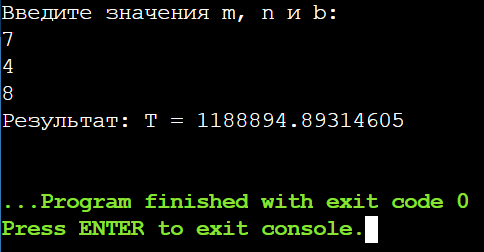 Введите значения m, n и b:
7
4
8
Результат: T = 1188894.89314605
...Program finished with exit code 0
Press ENTER to exit console.